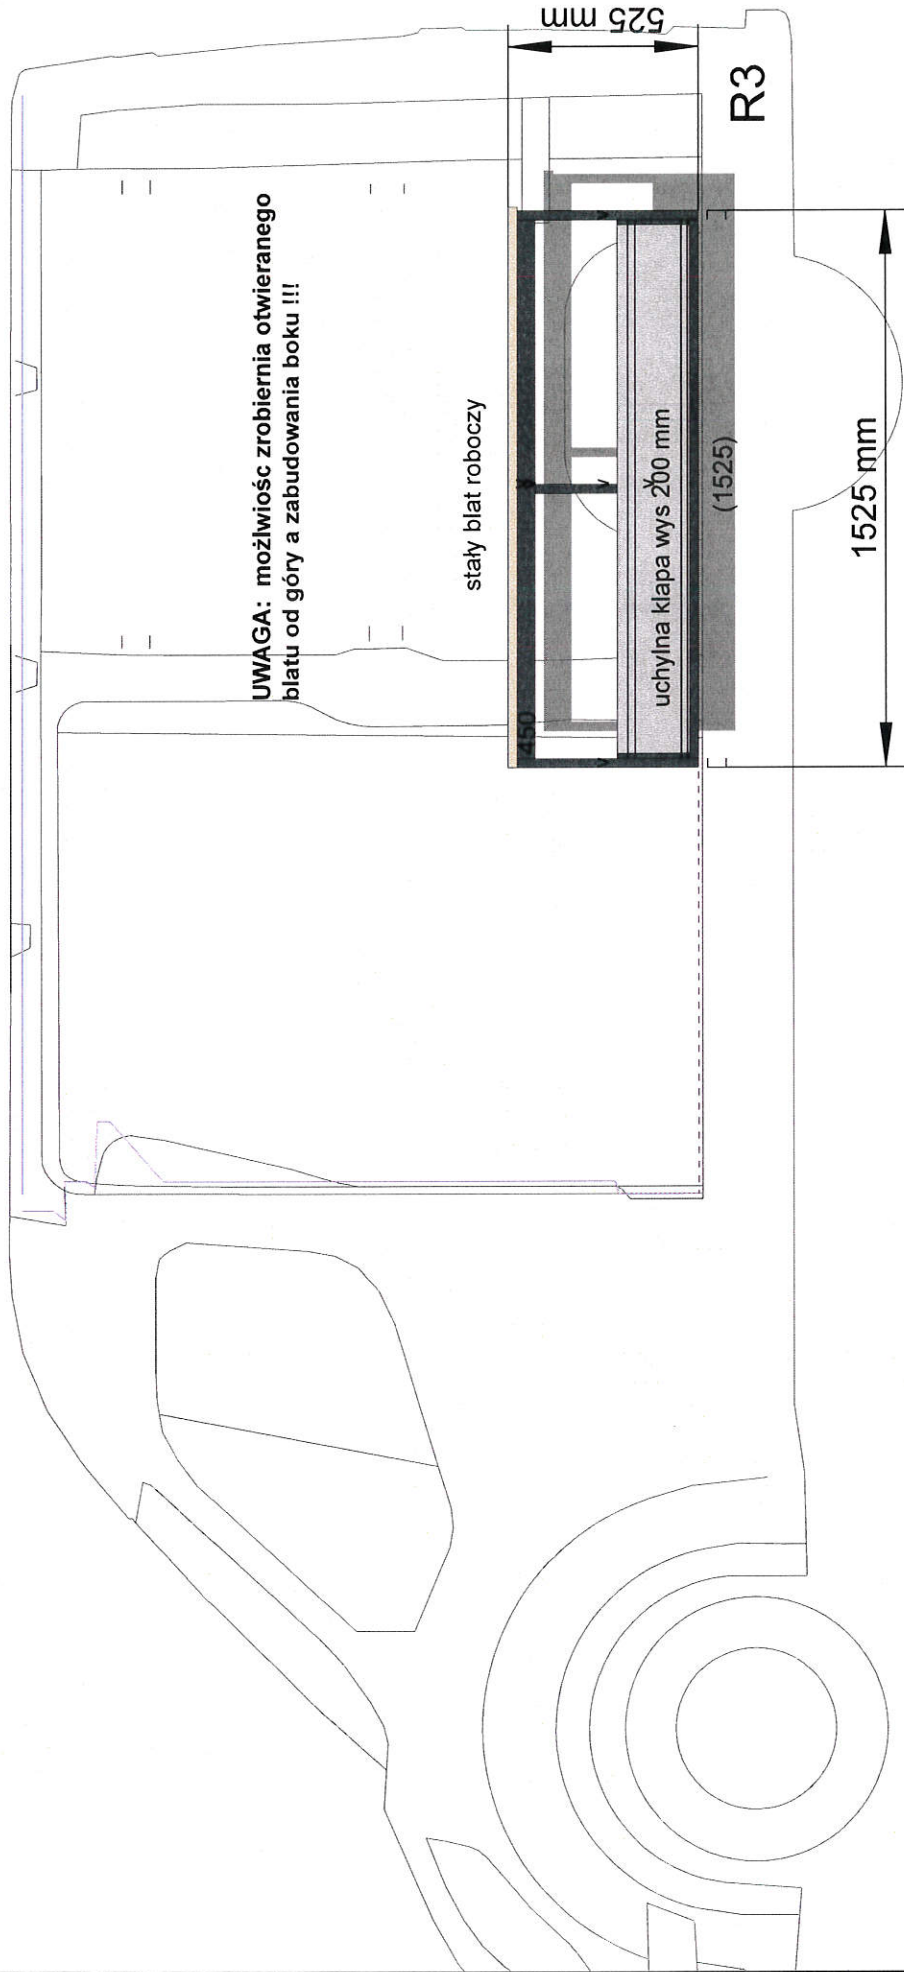 UWAGA: możlwiośc zrobiernia otwieranego
blatu od góry a zabudowania boku !!!
stały blat roboczy
525 mm
450
uchylna klapa wys 200 mm
(1525)
R3
1525 mm